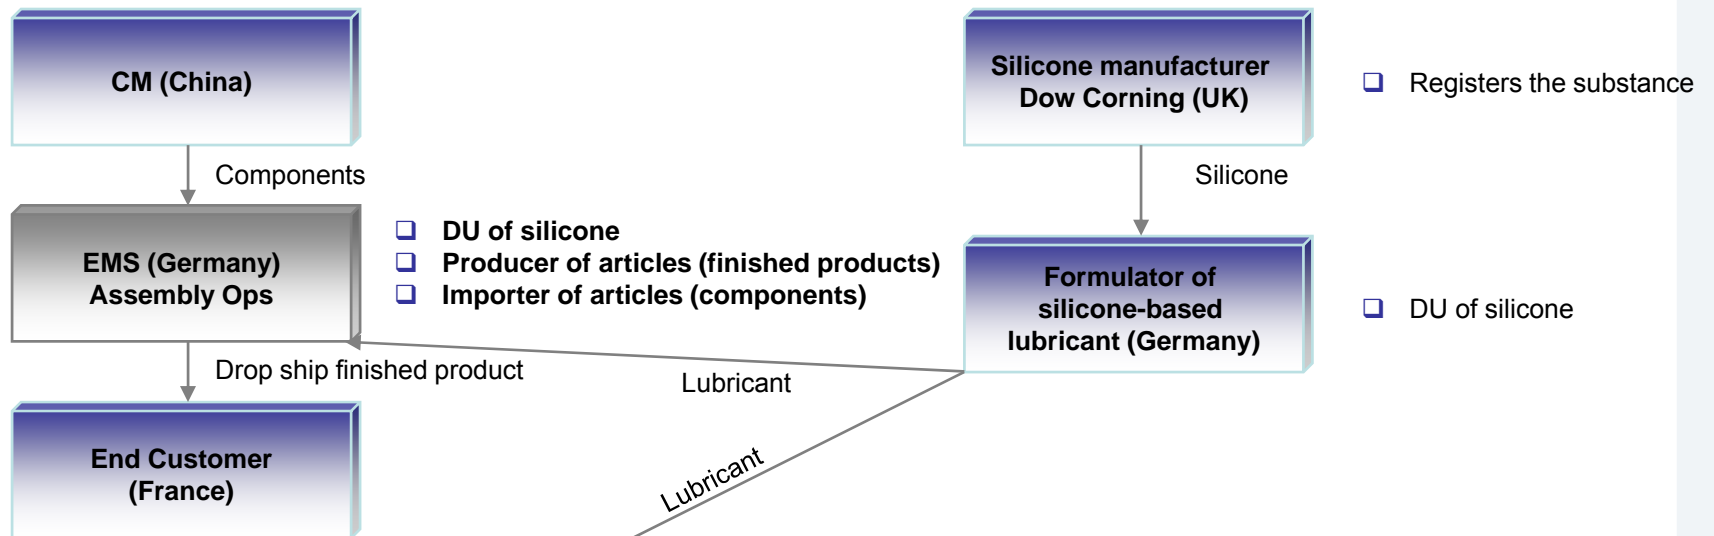 CM (China)
Components
EMS (Germany)
Assembly Ops
DU of silicone
Producer of articles (finished products)
Importer of articles (components)
Drop ship finished product
End Customer
(France)
Silicone manufacturer
Dow Corning (UK)
Registers the substance
Silicone
Formulator of
silicone-based
lubricant (Germany)
DU of silicone
Lubricant
Lubricant